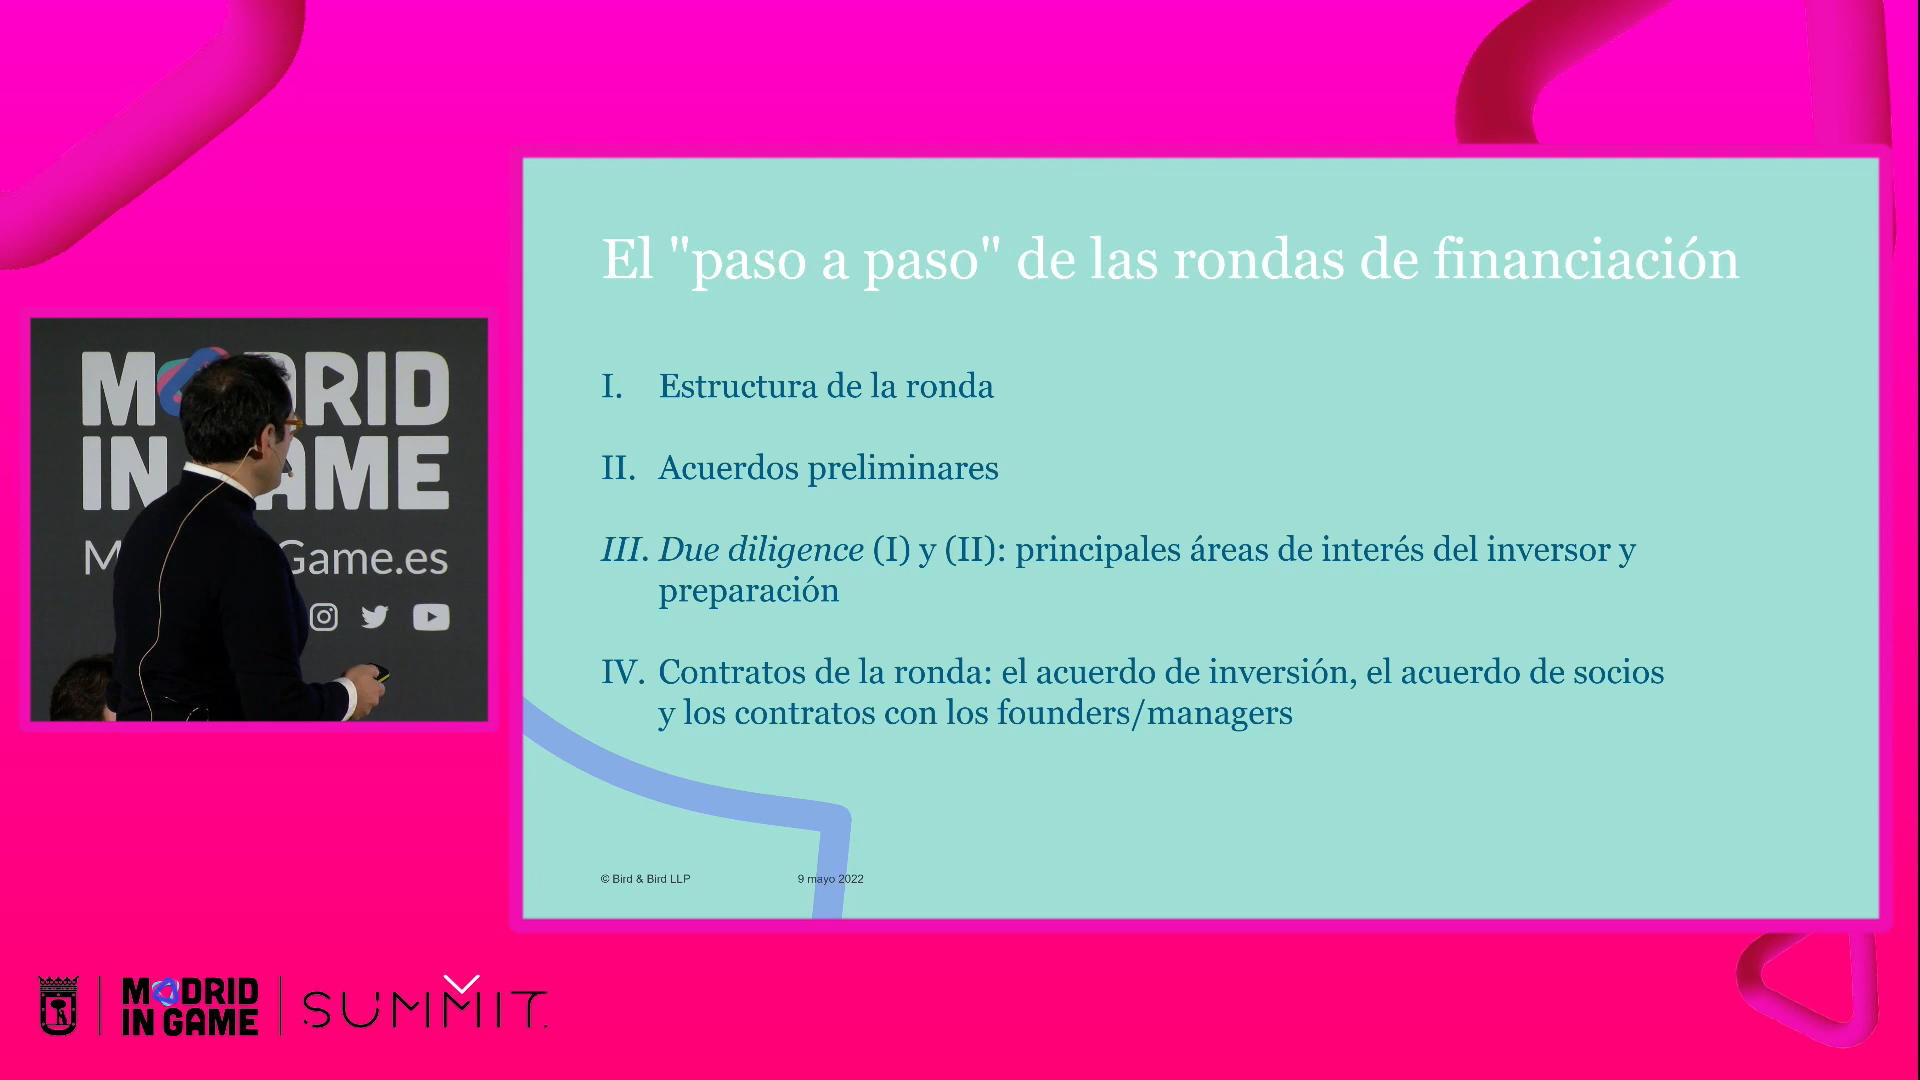 El "paso a paso" de las rondas de financiación
I. Estructura de la ronda
II. Acuerdos preliminares
III. Due diligence (I) y (II): principales áreas de interés del inversor y
preparación
IV. Contratos de la ronda: el acuerdo de inversión, el acuerdo de socios
y los contratos con los founders/managers
© Bird & Bird LLP 9 mayo 2022
MADRID
IN GAME
Game.es
MADRID
IN GAME
SUMMIT